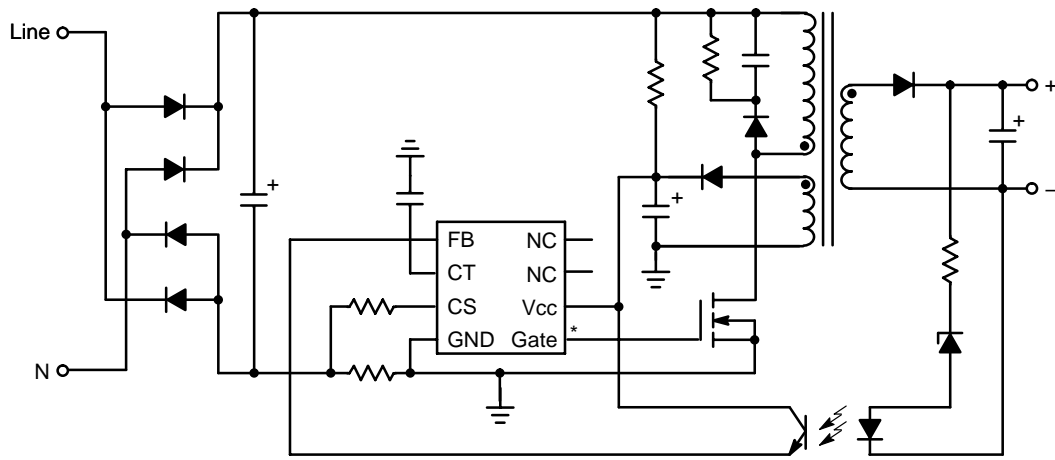 Line
+
+
+
+
−
FB
NC
CT
NC
CS
Vcc
GND
Gate
*
N